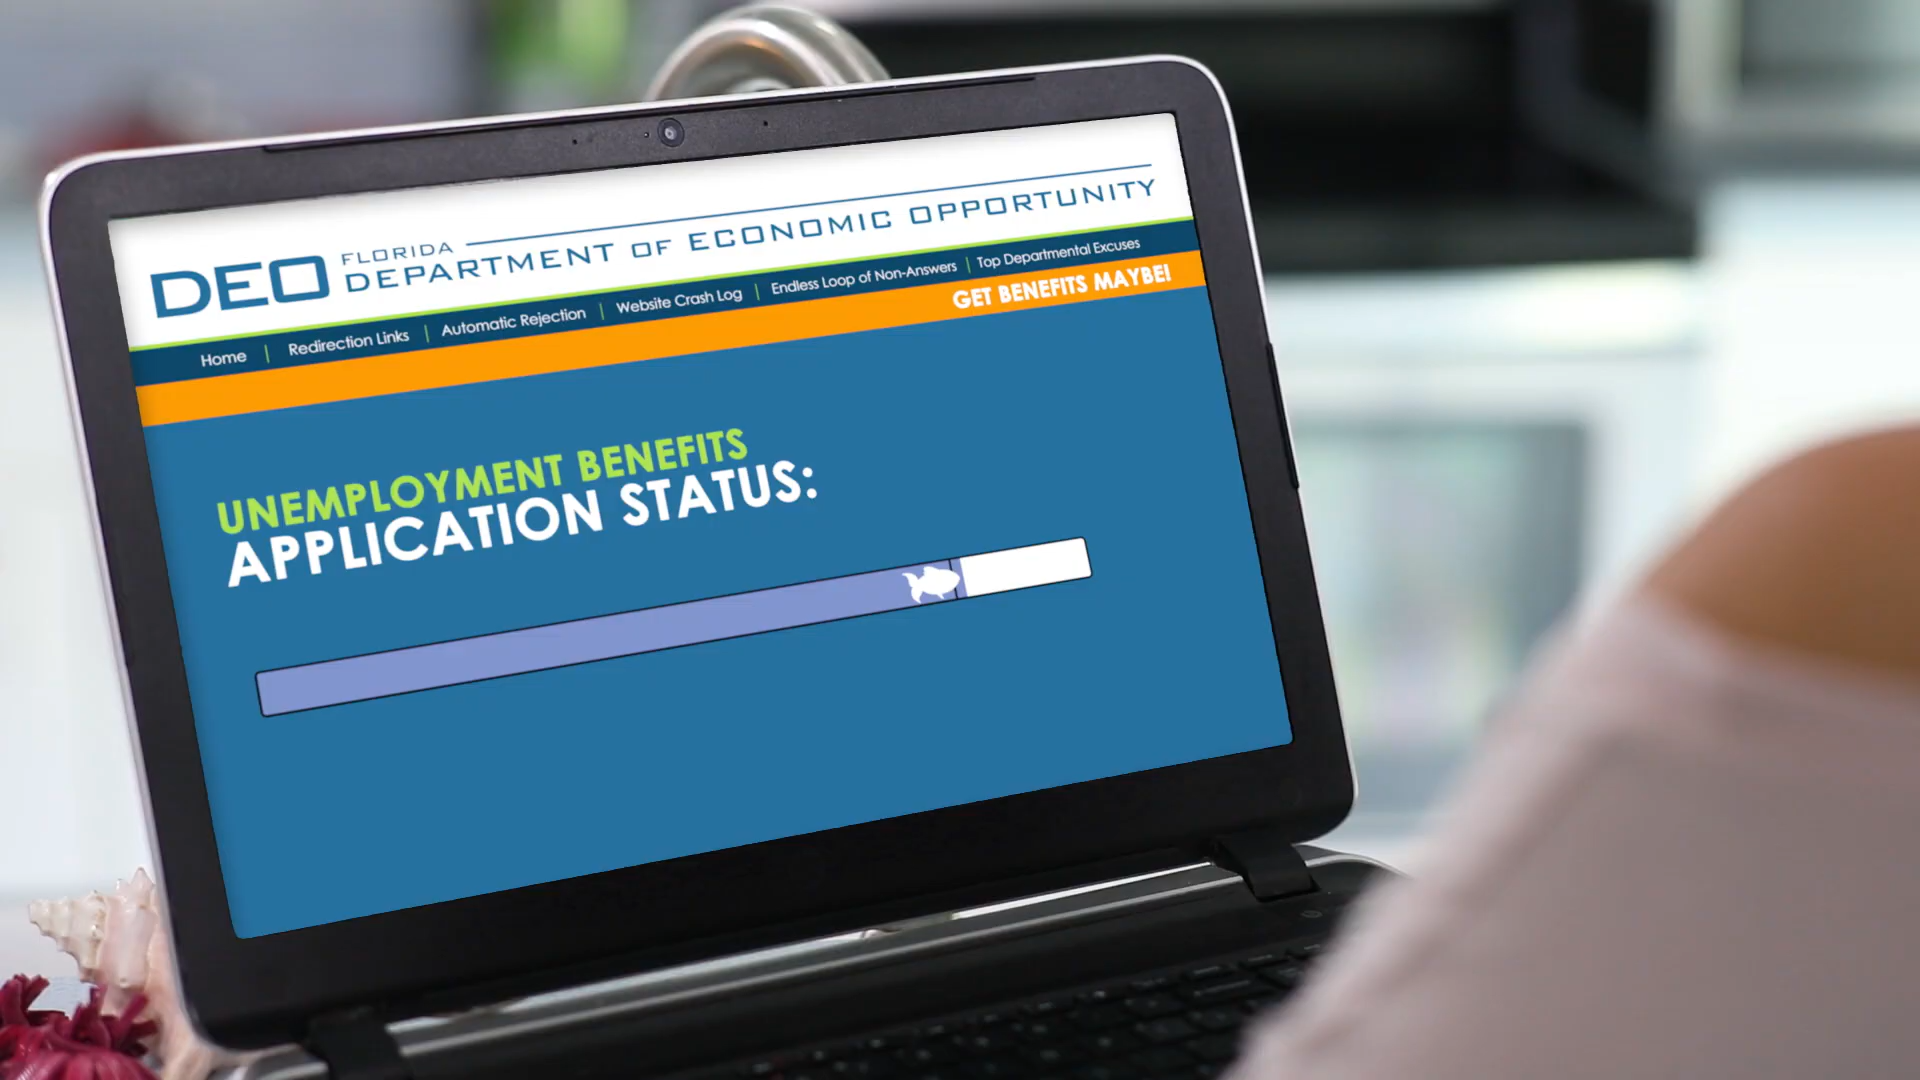 DEO FLORIDA
DEPARTMENT OF ECONOMIC OPPORTUNITY
Home | Redirection Links | Automatic Rejection | Website Crash Log | Endless Loop of Non-Answers | Top Departmental Excuses
GET BENEFITS MAYBE!
UNEMPLOYMENT BENEFITS
APPLICATION STATUS: